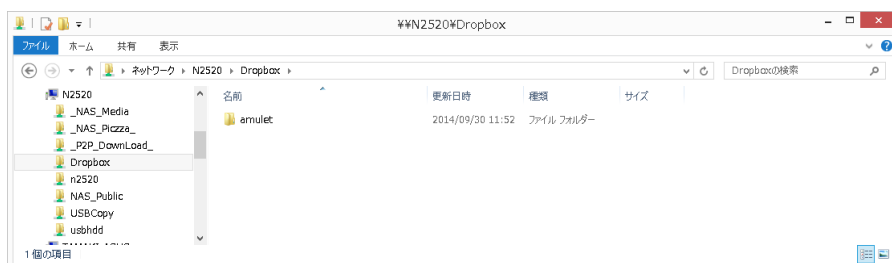 ¥¥N2520¥Dropbox
ファイル ホーム 共有 表示
ネットワーク N2520 Dropbox
Dropboxの検索
N2520
_NAS_Media
_NAS_Piczza_
_P2P_DownLoad_
Dropbox
n2520
NAS_Public
USBCopy
usbhdd
名前 更新日時 種類 サイズ
amulet 2014/09/30 11:52 ファイル フォルダー
1 個の項目